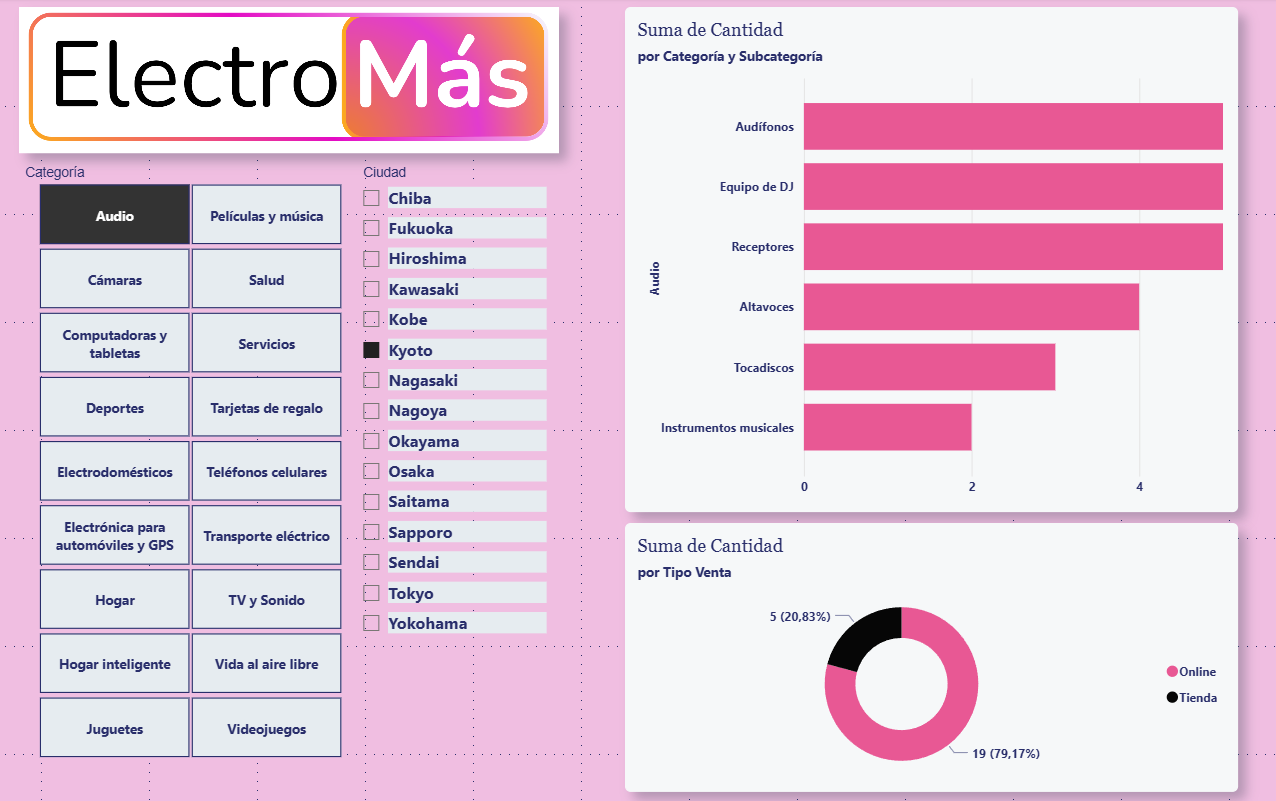 ElectroMás
Categoría
Audio
Películas y música
Cámaras
Salud
Computadoras y
tabletas
Servicios
Deportes
Tarjetas de regalo
Electrodomésticos
Teléfonos celulares
Electrónica para
automóviles y GPS
Transporte eléctrico
Hogar
TV y Sonido
Hogar inteligente
Vida al aire libre
Juguetes
Videojuegos
Ciudad
Chiba
Fukuoka
Hiroshima
Kawasaki
Kobe
Kyoto
Nagasaki
Nagoya
Okayama
Osaka
Saitama
Sapporo
Sendai
Tokyo
Yokohama
Suma de Cantidad
por Categoría y Subcategoría
Audio
Audífonos
Equipo de DJ
Receptores
Altavoces
Tocadiscos
Instrumentos musicales
0 2 4
Suma de Cantidad
por Tipo Venta
5 (20,83%)
19 (79,17%)
Online
Tienda